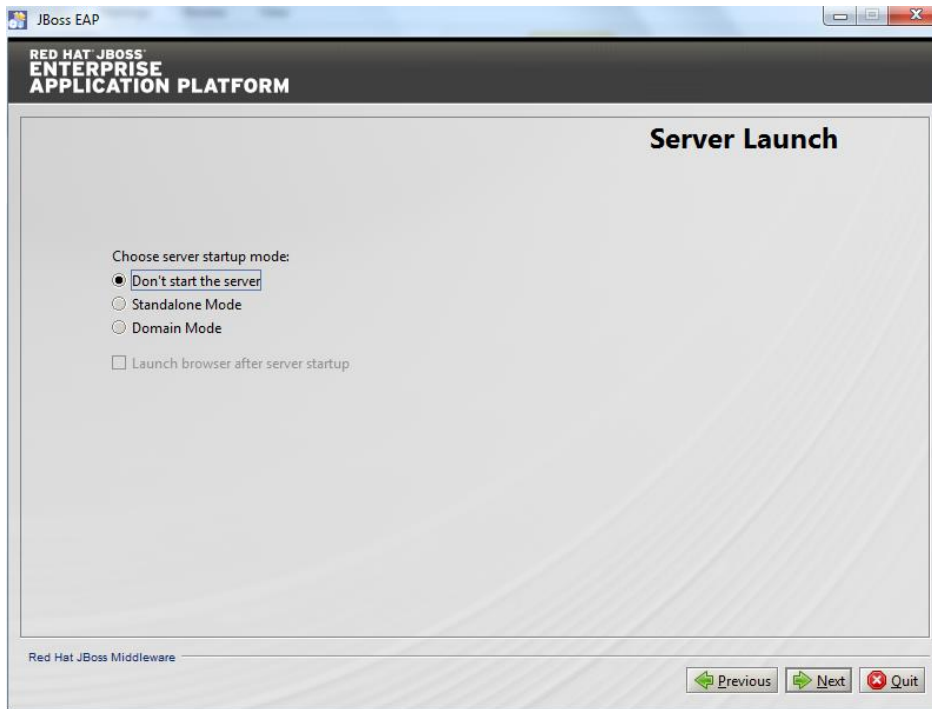 JBoss EAP
RED HAT® JBOSS®
ENTERPRISE
APPLICATION PLATFORM
Server Launch
Choose server startup mode:
Don't start the server
Standalone Mode
Domain Mode
Launch browser after server startup
Red Hat JBoss Middleware
Previous Next Quit